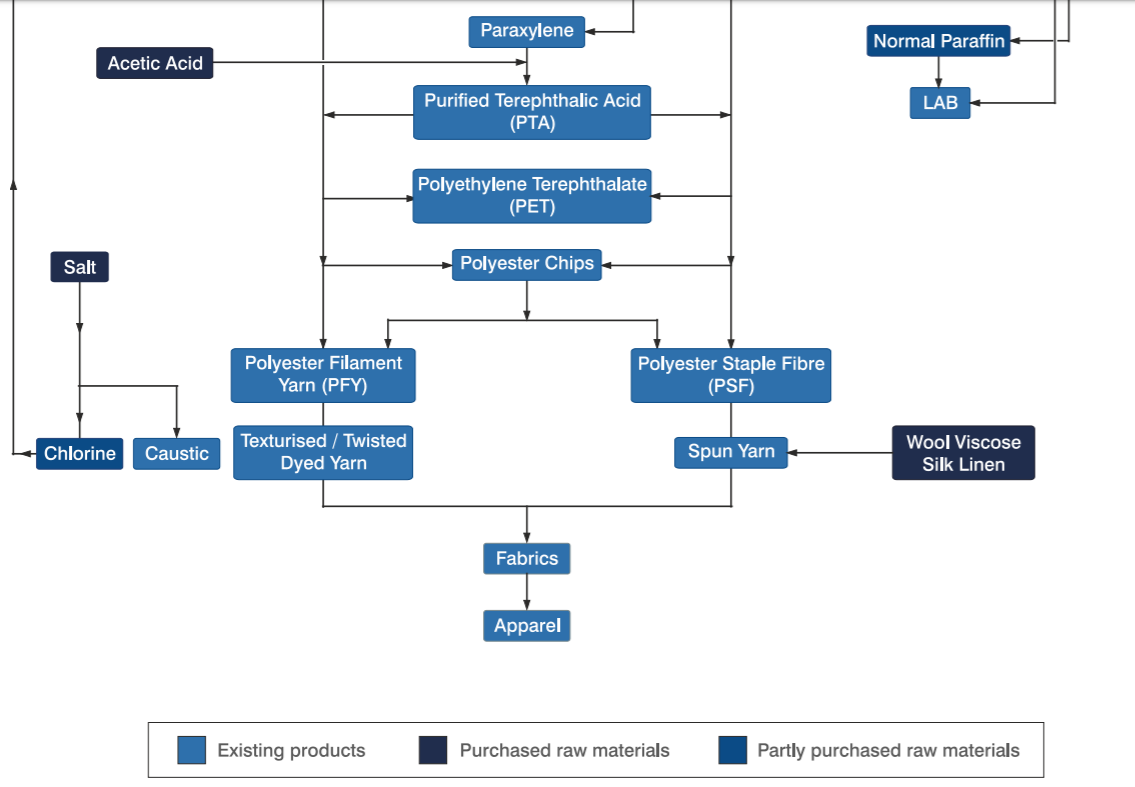 Paraxylene
Normal Paraffin
Acetic Acid
Purified Terephthalic Acid
(PTA)
LAB
Polyethylene Terephthalate
(PET)
Salt
Polyester Chips
Polyester Filament
Yarn (PFY)
Polyester Staple Fibre
(PSF)
Chlorine
Caustic
Texturised / Twisted
Dyed Yarn
Spun Yarn
Wool Viscose
Silk Linen
Fabrics
Apparel
Existing products
Purchased raw materials
Partly purchased raw materials